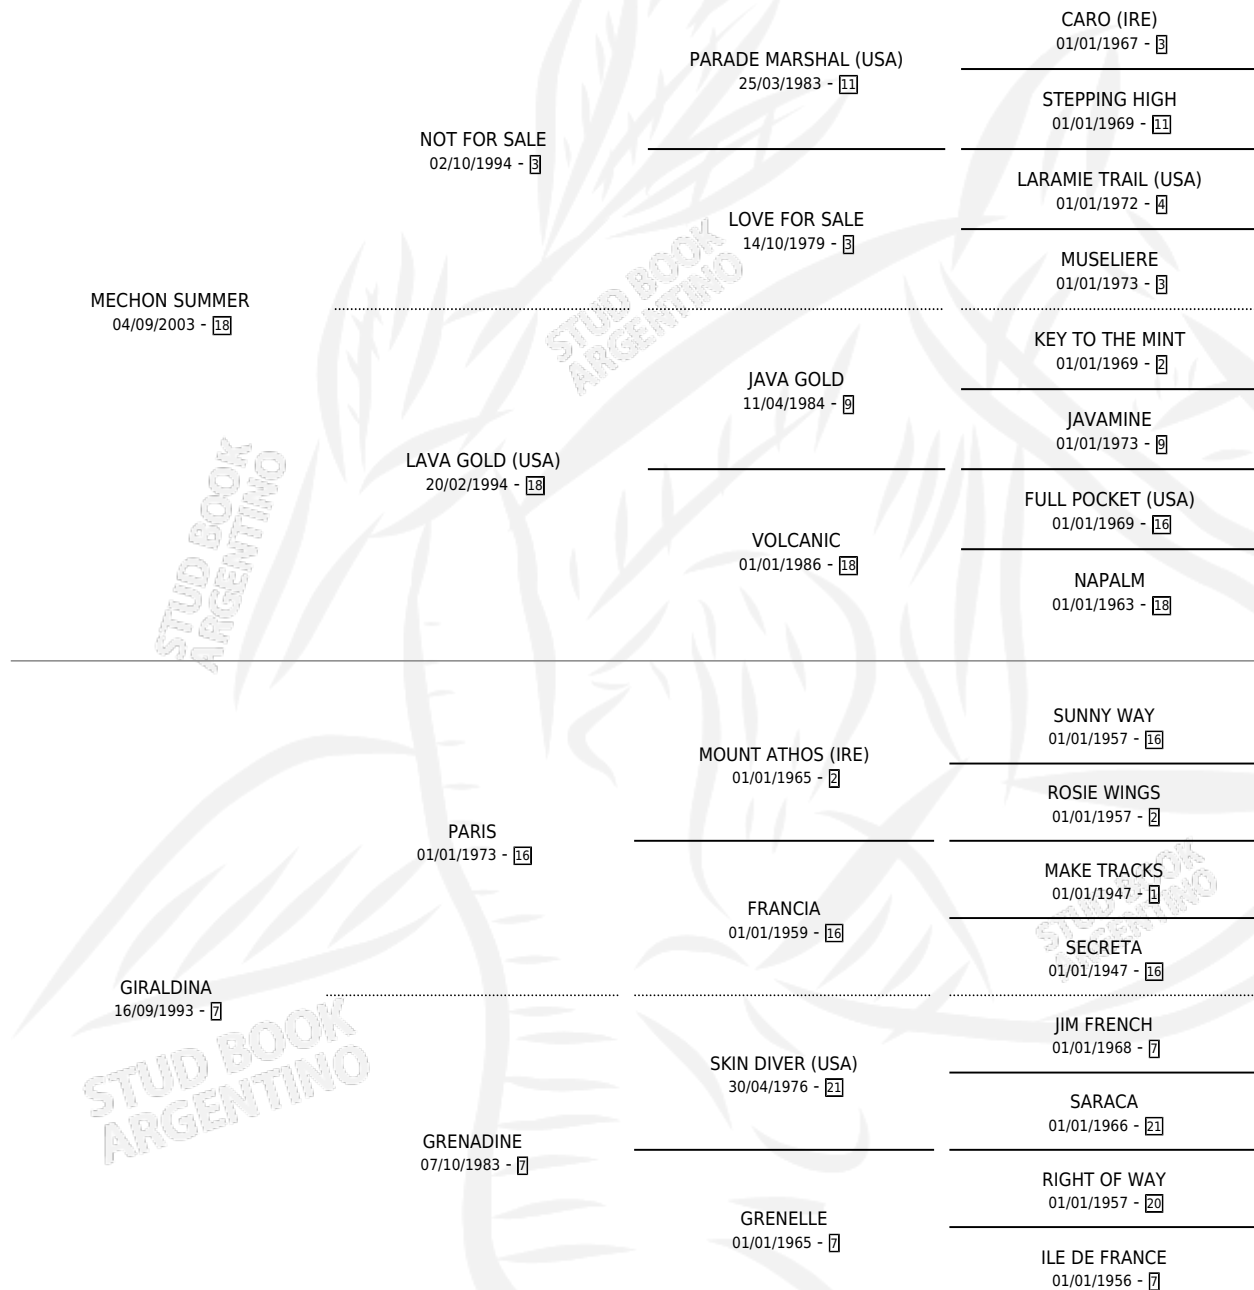 CARO (IRE)
01/01/1967 - 3
PARADE MARSHAL (USA)
25/03/1983 - 11
STEPPING HIGH
01/01/1969 - 11
NOT FOR SALE
02/10/1994 - 3
LARAMIE TRAIL (USA)
01/01/1972 - 4
LOVE FOR SALE
14/10/1979 - 3
MUSELIERE
01/01/1973 - 3
MECHON SUMMER
04/09/2003 - 18
STUD BOOK
ARGENTINO
KEY TO THE MINT
01/01/1969 - 2
JAVA GOLD
11/04/1984 - 9
JAVAMINE
01/01/1973 - 9
LAVA GOLD (USA)
20/02/1994 - 18
FULL POCKET (USA)
01/01/1969 - 16
VOLCANIC
01/01/1986 - 18
NAPALM
01/01/1963 - 18
STUD BOOK
ARGENTINO
SUNNY WAY
01/01/1957 - 16
MOUNT ATHOS (IRE)
01/01/1965 - 2
ROSIE WINGS
01/01/1957 - 2
PARIS
01/01/1973 - 16
MAKE TRACKS
01/01/1947 - 1
FRANCIA
01/01/1959 - 16
SECRETA
01/01/1947 - 16
STUD BOOK
ARGENTINO
GIRALDINA
16/09/1993 - 7
JIM FRENCH
01/01/1968 - 7
SKIN DIVER (USA)
30/04/1976 - 21
SARACA
01/01/1966 - 21
STUD BOOK
ARGENTINO
GRENADINE
07/10/1983 - 7
RIGHT OF WAY
01/01/1957 - 20
GRENELLE
01/01/1965 - 7
ILE DE FRANCE
01/01/1956 - 7